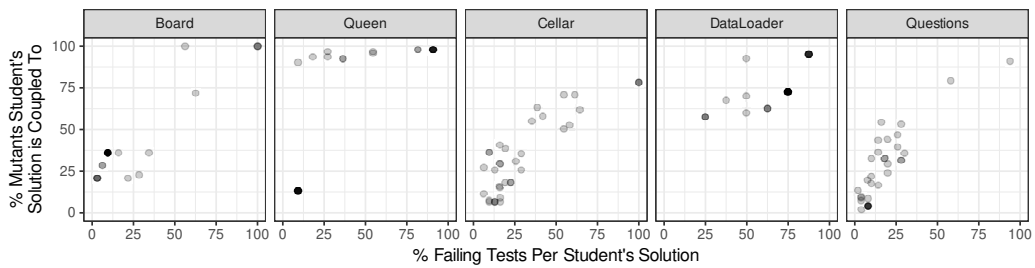 Board Queen Cellar DataLoader Questions
% Mutants Student's
Solution is Coupled To
100
75
50
25
0
0 25 50 75 100 0 25 50 75 100 0 25 50 75 100 0 25 50 75 100 0 25 50 75 100
% Failing Tests Per Student's Solution